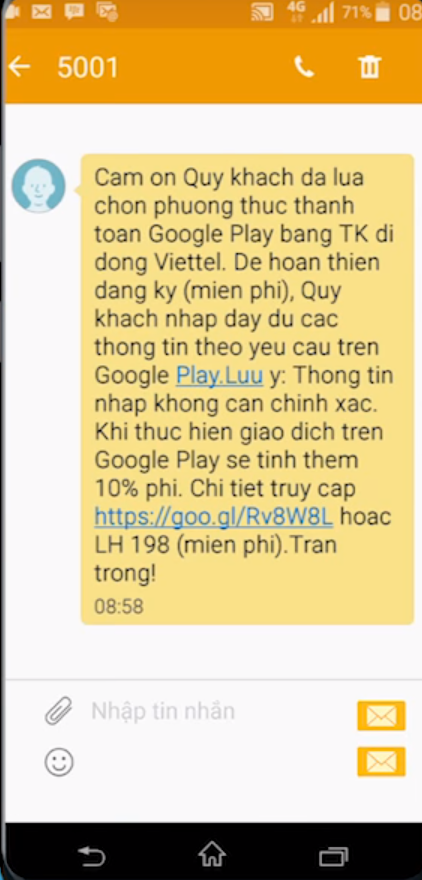 4G 71% 08
5001
Cam on Quy khach da lua
chon phuong thuc thanh
toan Google Play bang TK di
dong Viettel. De hoan thien
dang ky (mien phi), Quy
khach nhap day du cac
thong tin theo yeu cau tren
Google Play.Luu y: Thong tin
nhap khong can chinh xac.
Khi thuc hien giao dich tren
Google Play se tinh them
10% phi. Chi tiet truy cap
https://goo.gl/Rv8W8L hoac
LH 198 (mien phi).Tran
trong!
08:58
Nhập tin nhắn